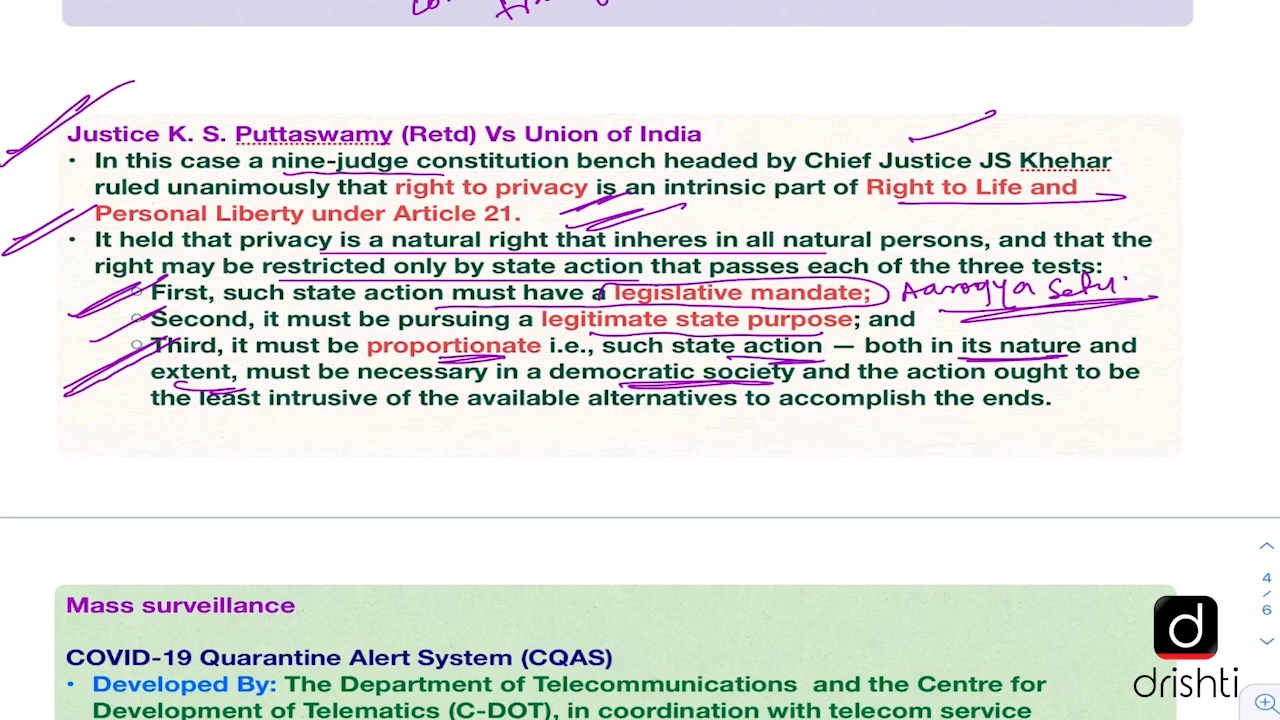 Justice K. S. Puttaswamy (Retd) Vs Union of India
• In this case a nine-judge constitution bench headed by Chief Justice JS Khehar
ruled unanimously that right to privacy is an intrinsic part of Right to Life and
Personal Liberty under Article 21.
• It held that privacy is a natural right that inheres in all natural persons, and that the
right may be restricted only by state action that passes each of the three tests:
○ First, such state action must have a legislative mandate; Aarogya Setu
○ Second, it must be pursuing a legitimate state purpose; and
○ Third, it must be proportionate i.e., such state action — both in its nature and
extent, must be necessary in a democratic society and the action ought to be
the least intrusive of the available alternatives to accomplish the ends.
4
/
6
Mass surveillance
COVID-19 Quarantine Alert System (CQAS)
• Developed By: The Department of Telecommunications and the Centre for
Development of Telematics (C-DOT), in coordination with telecom service
d
drishti